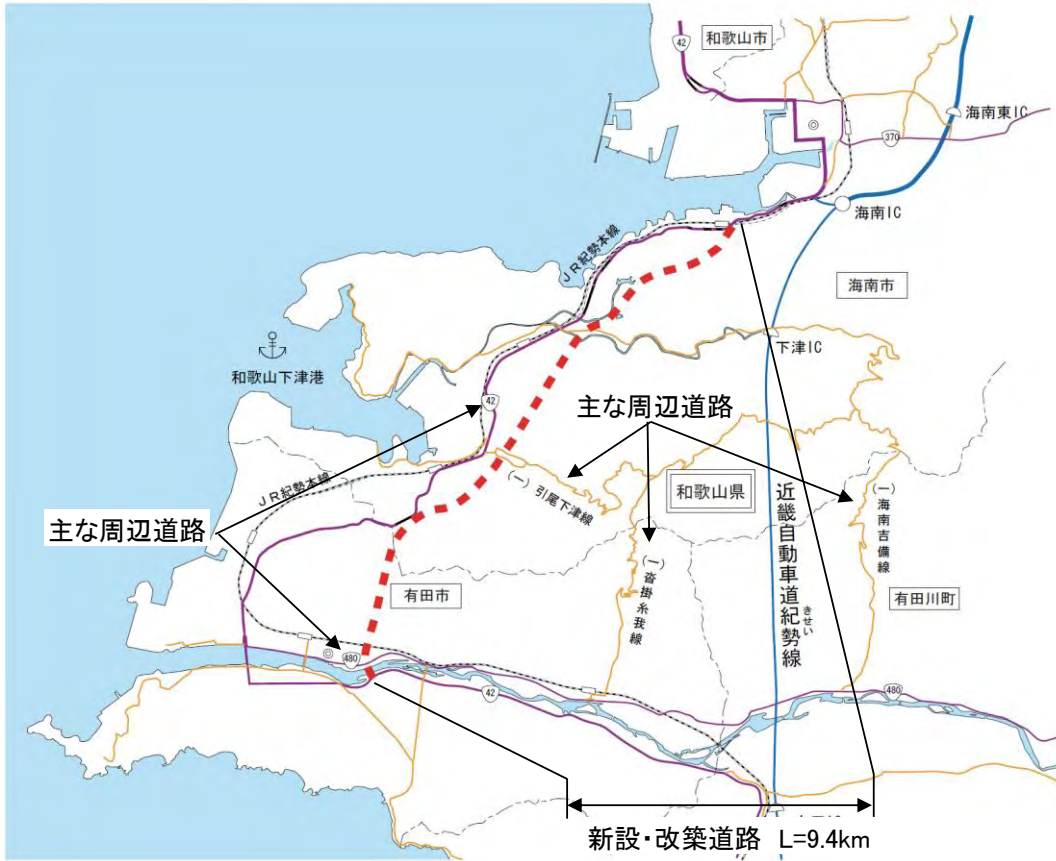 42
和歌山市
海南東IC
370
海南IC
JR紀勢本線
海南市
和歌山下津港
下津IC
42
主な周辺道路
(一)引尾下津線
和歌山県
近畿自動車道紀勢線
きせい
(一)海南吉備線
JR紀勢本線
主な周辺道路
(一)沓掛糸我線
有田市
有田川町
480
42
480
新設・改築道路 L=9.4km